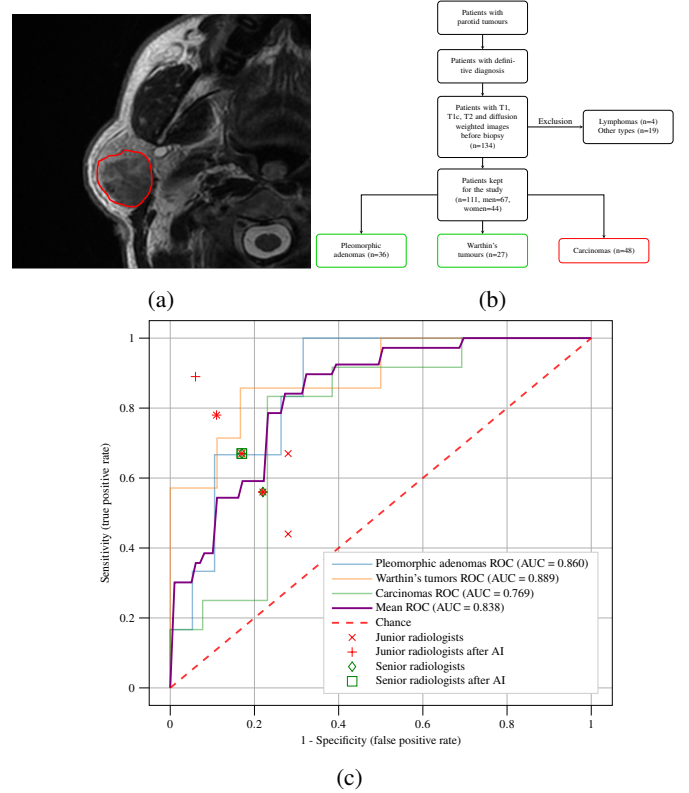 Patients with
parotid tumours
Patients with defini-
tive diagnosis
Patients with T1,
T1c, T2 and diffusion
weighted images
before biopsy
(n=134)
Exclusion
Lymphomas (n=4)
Other types (n=19)
Patients kept
for the study
(n=111, men=67,
women=44)
Pleomorphic
adenomas (n=36)
Warthin's
tumours (n=27)
Carcinomas (n=48)
(a)
(b)
1
0.8
0.6
0.4
0.2
0
Sensitivity (true positive rate)
Pleomorphic adenomas ROC (AUC = 0.860)
Warthin's tumors ROC (AUC = 0.889)
Carcinomas ROC (AUC = 0.769)
Mean ROC (AUC = 0.838)
Chance
Junior radiologists
Junior radiologists after AI
Senior radiologists
Senior radiologists after AI
0 0.2 0.4 0.6 0.8 1
1 - Specificity (false positive rate)
(c)